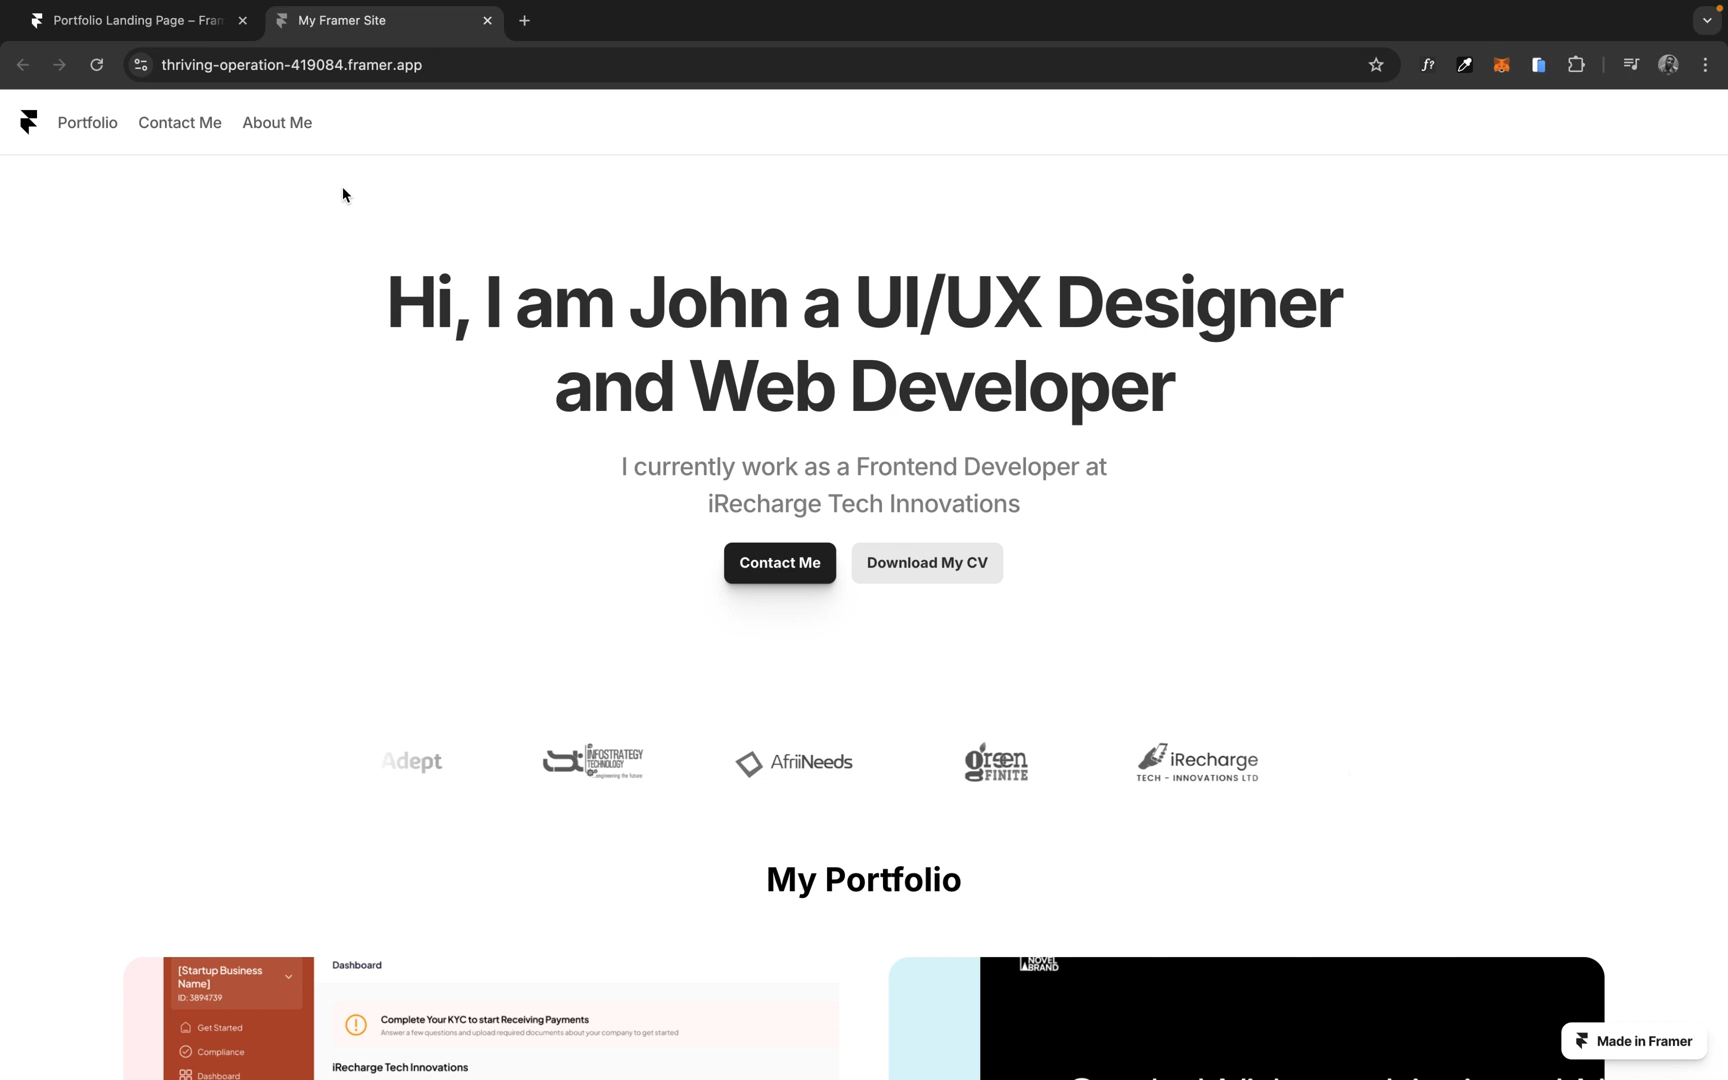 Portfolio Landing Page – Fran
My Framer Site
thriving-operation-419084.framer.app
f?
Portfolio
Contact Me
About Me
Hi, I am John a UI/UX Designer
and Web Developer
I currently work as a Frontend Developer at
iRecharge Tech Innovations
Contact Me
Download My CV
Adept
INFOSTRATEGY
TECHNOLOGY
...engineering the future
AfriiNeeds
green
FINITE
iRecharge
TECH - INNOVATIONS LTD
My Portfolio
[Startup Business
Name]
ID: 3894739
Get Started
Compliance
Dashboard
Dashboard
Complete Your KYC to start Receiving Payments
Answer a few questions and upload required documents about your company to get started
iRecharge Tech Innovations
NOVEL
BRAND
Made in Framer